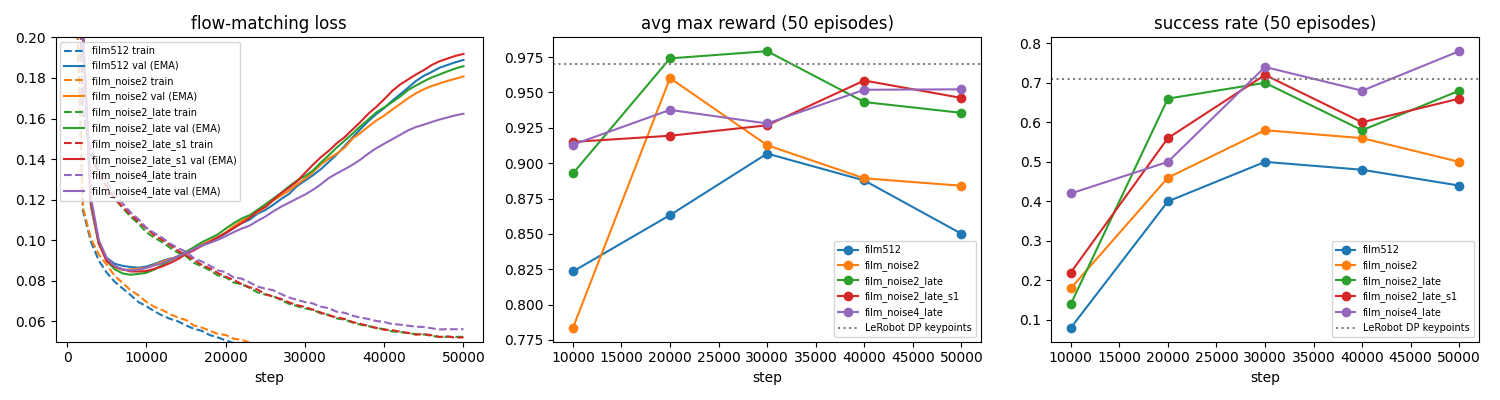 flow-matching loss
0.20
0.18
0.16
0.14
0.12
0.10
0.08
0.06
film512 train
film512 val (EMA)
film_noise2 train
film_noise2 val (EMA)
film_noise2_late train
film_noise2_late val (EMA)
film_noise2_late_s1 train
film_noise2_late_s1 val (EMA)
film_noise4_late train
film_noise4_late val (EMA)
0 10000 20000 30000 40000 50000
step
avg max reward (50 episodes)
0.975
0.950
0.925
0.900
0.875
0.850
0.825
0.800
0.775
film512
film_noise2
film_noise2_late
film_noise2_late_s1
film_noise4_late
LeRobot DP keypoints
10000 15000 20000 25000 30000 35000 40000 45000 50000
step
success rate (50 episodes)
0.8
0.7
0.6
0.5
0.4
0.3
0.2
0.1
film512
film_noise2
film_noise2_late
film_noise2_late_s1
film_noise4_late
LeRobot DP keypoints
10000 15000 20000 25000 30000 35000 40000 45000 50000
step